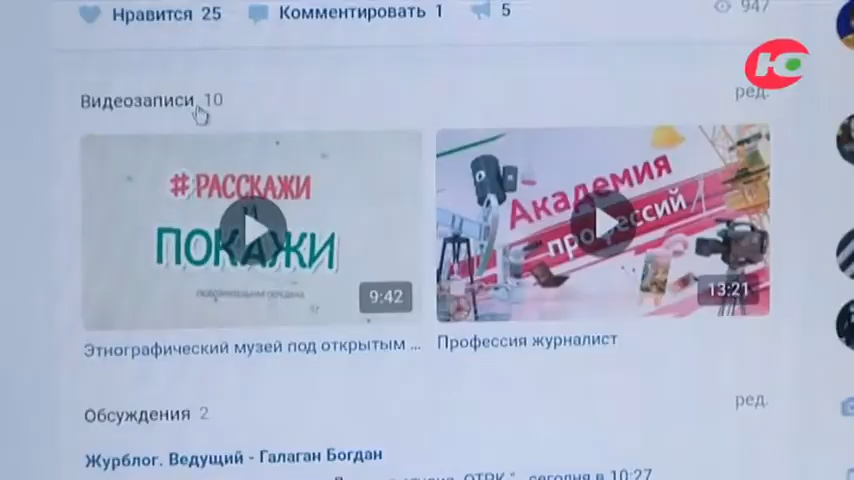 Нравится 25 Комментировать 1 5 947
Ю
Видеозаписи 10 ред.
#РАССКАЖИ
И
ПОКАЖИ
9:42
Академия
профессий
13:21
Этнографический музей под открытым ...
Профессия журналист
Обсуждения 2 ред.
Журблог. Ведущий - Галаган Богдан
сегодня в 10:27